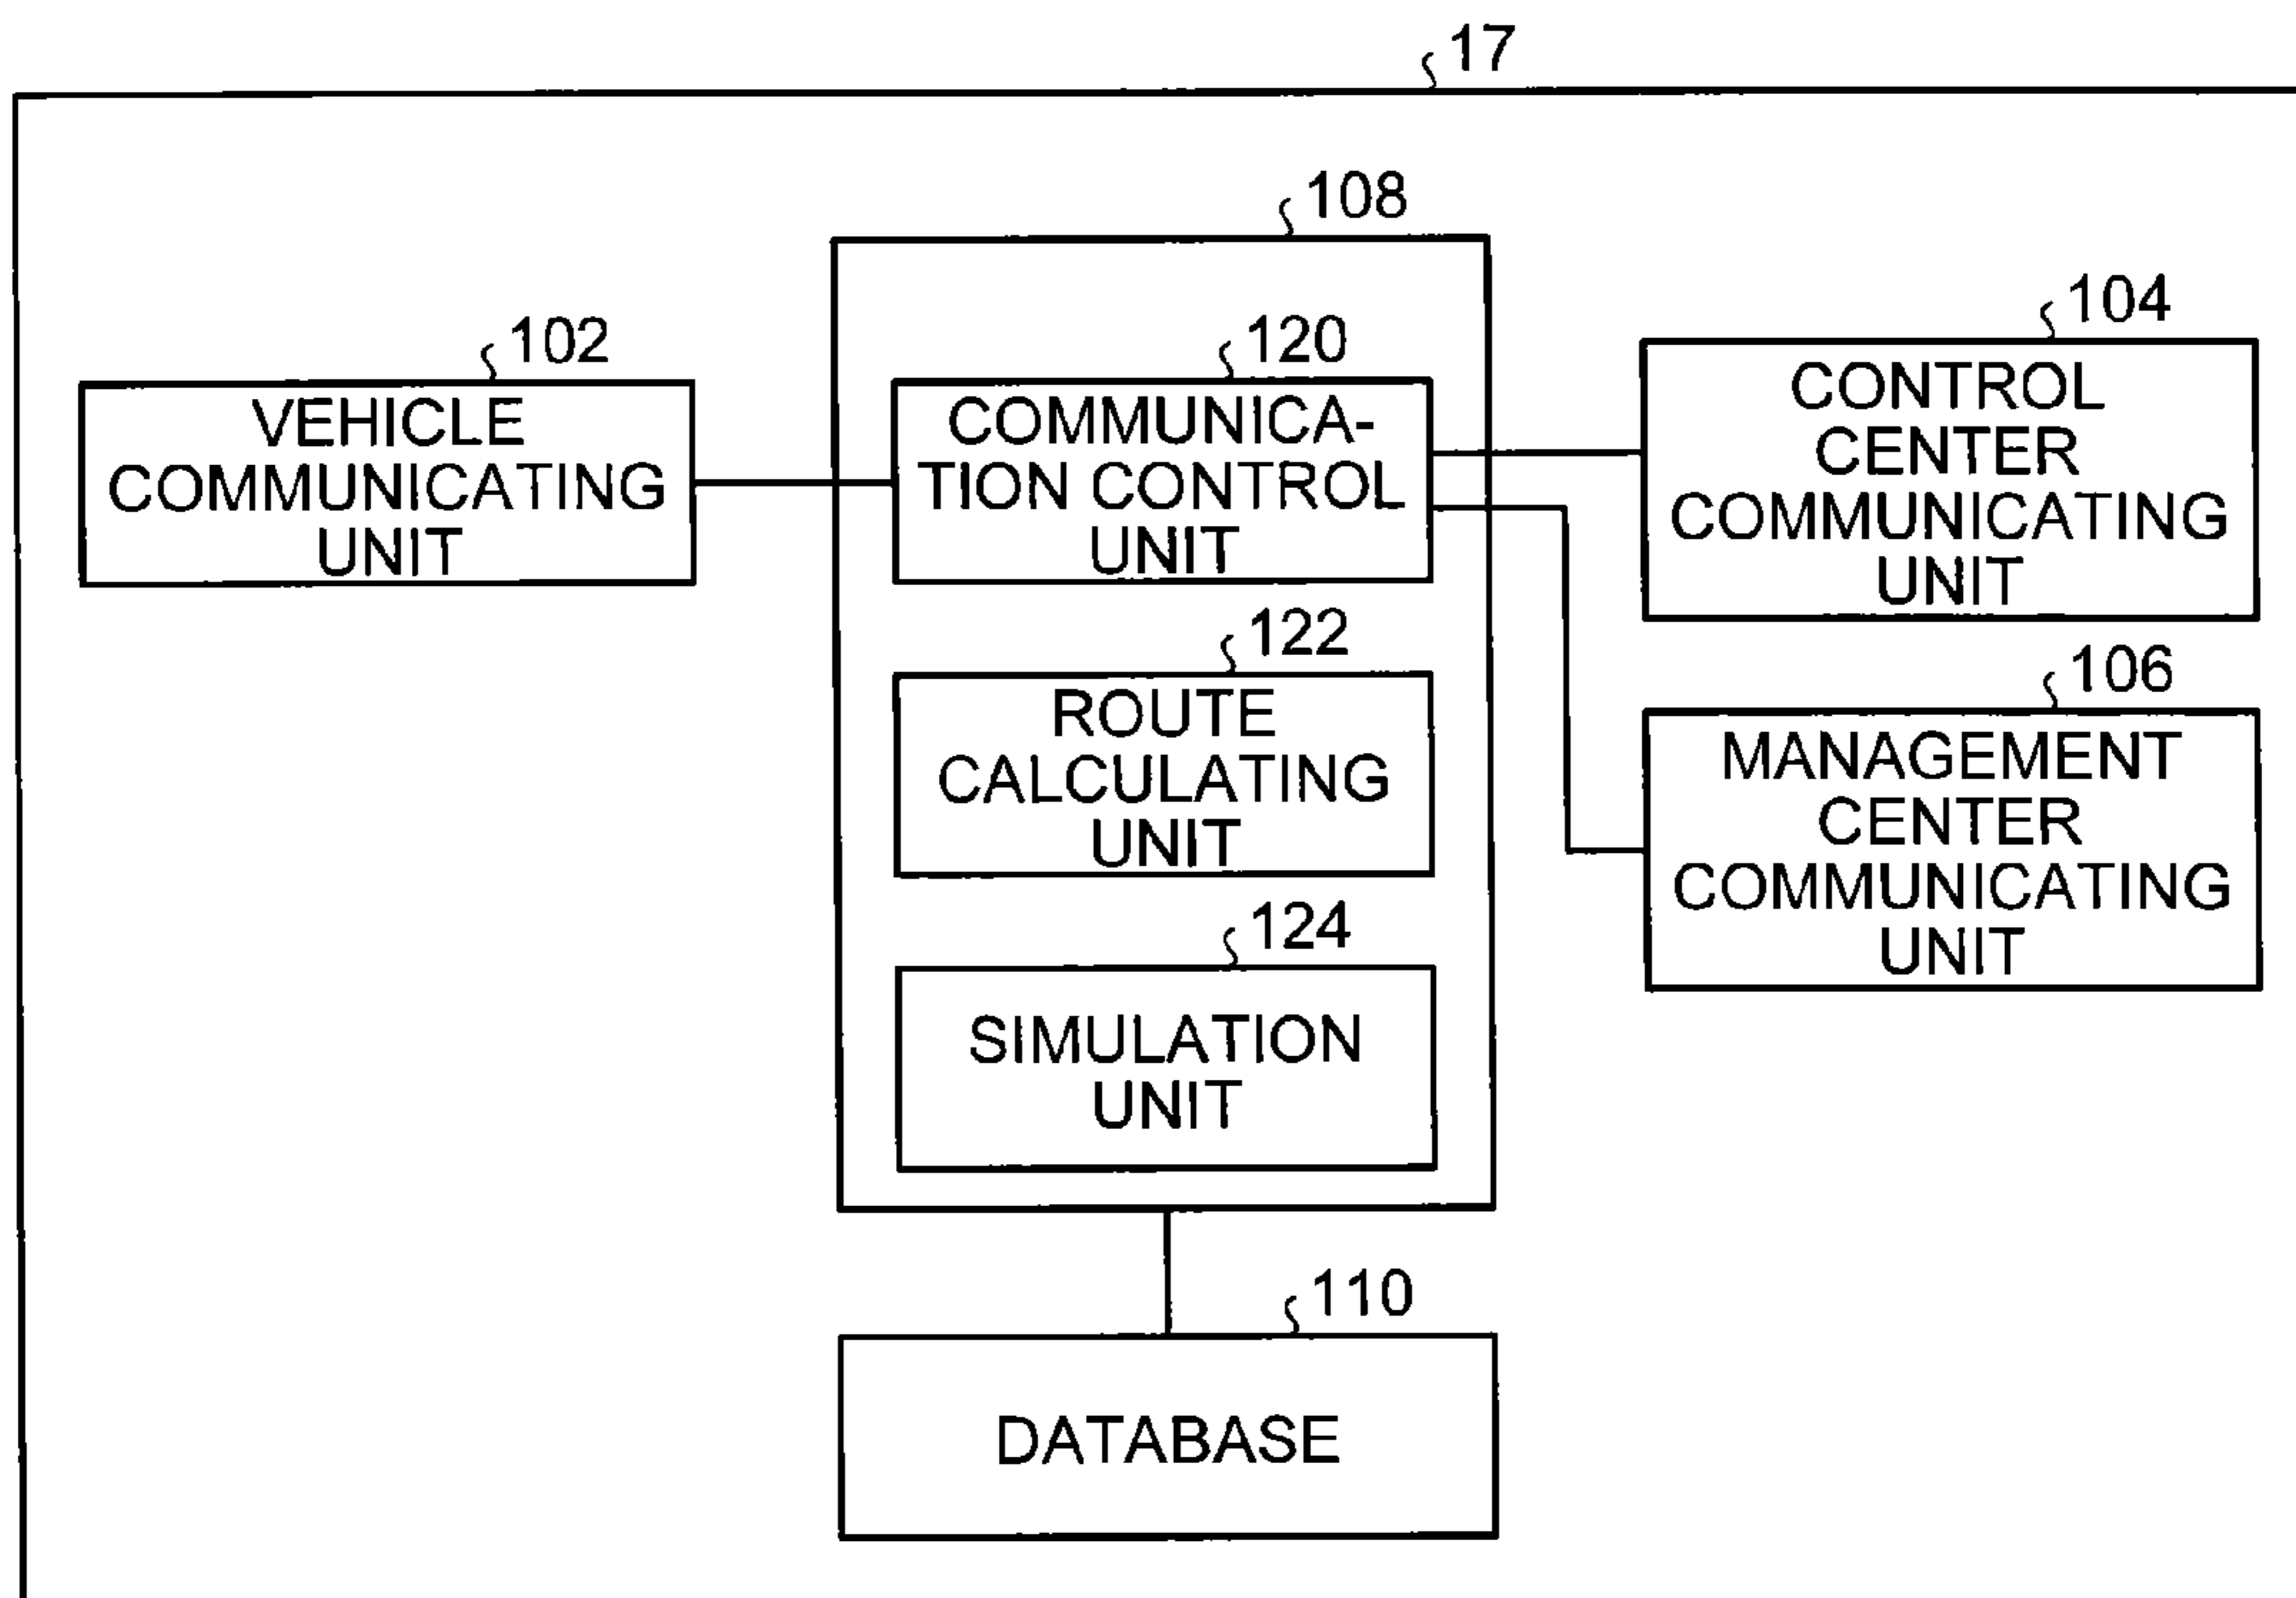 17
108
102
VEHICLE
COMMUNICATING
UNIT
120
COMMUNICA-
TION CONTROL
UNIT
104
CONTROL
CENTER
COMMUNICATING
UNIT
122
ROUTE
CALCULATING
UNIT
106
MANAGEMENT
CENTER
COMMUNICATING
UNIT
124
SIMULATION
UNIT
110
DATABASE